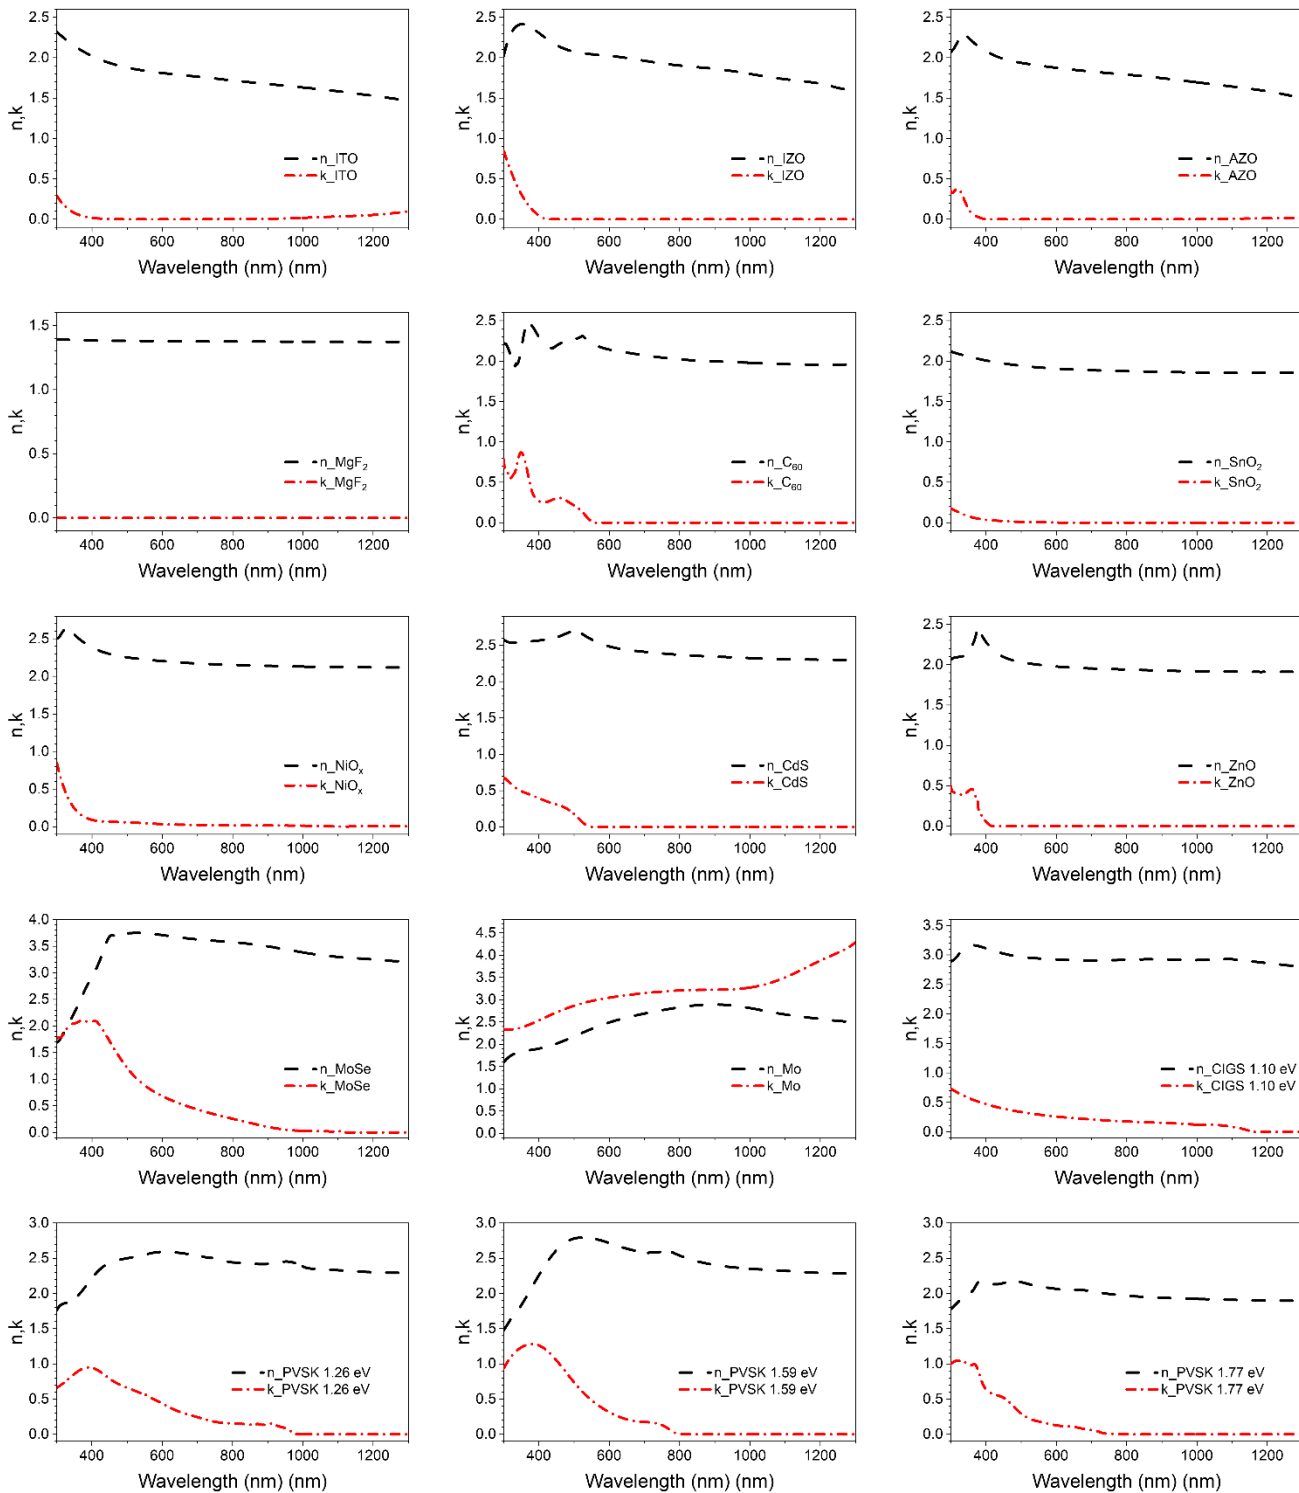 2.5
2.0
1.5
1.0
0.5
0.0
n,k
n_ITO
k_ITO
400 600 800 1000 1200
Wavelength (nm) (nm)
2.5
2.0
1.5
1.0
0.5
0.0
n,k
n_IZO
k_IZO
400 600 800 1000 1200
Wavelength (nm) (nm)
2.5
2.0
1.5
1.0
0.5
0.0
n,k
n_AZO
k_AZO
400 600 800 1000 1200
Wavelength (nm) (nm)
1.5
1.0
0.5
0.0
n,k
n_MgF₂
k_MgF₂
400 600 800 1000 1200
Wavelength (nm) (nm)
2.5
2.0
1.5
1.0
0.5
0.0
n,k
n_C₆₀
k_C₆₀
400 600 800 1000 1200
Wavelength (nm) (nm)
2.5
2.0
1.5
1.0
0.5
0.0
n,k
n_SnO₂
k_SnO₂
400 600 800 1000 1200
Wavelength (nm) (nm)
2.5
2.0
1.5
1.0
0.5
0.0
n,k
n_NiOₓ
k_NiOₓ
400 600 800 1000 1200
Wavelength (nm)
2.5
2.0
1.5
1.0
0.5
0.0
n,k
n_CdS
k_CdS
400 600 800 1000 1200
Wavelength (nm) (nm)
2.5
2.0
1.5
1.0
0.5
0.0
n,k
n_ZnO
k_ZnO
400 600 800 1000 1200
Wavelength (nm) (nm)
4.0
3.5
3.0
2.5
2.0
1.5
1.0
0.5
0.0
n,k
n_MoSe
k_MoSe
400 600 800 1000 1200
Wavelength (nm) (nm)
4.5
4.0
3.5
3.0
2.5
2.0
1.5
1.0
0.5
0.0
n,k
n_Mo
k_Mo
400 600 800 1000 1200
Wavelength (nm) (nm)
3.5
3.0
2.5
2.0
1.5
1.0
0.5
0.0
n,k
n_CIGS 1.10 eV
k_CIGS 1.10 eV
400 600 800 1000 1200
Wavelength (nm)
3.0
2.5
2.0
1.5
1.0
0.5
0.0
n,k
n_PVSK 1.26 eV
k_PVSK 1.26 eV
400 600 800 1000 1200
Wavelength (nm) (nm)
3.0
2.5
2.0
1.5
1.0
0.5
0.0
n,k
n_PVSK 1.59 eV
k_PVSK 1.59 eV
400 600 800 1000 1200
Wavelength (nm) (nm)
3.0
2.5
2.0
1.5
1.0
0.5
0.0
n,k
n_PVSK 1.77 eV
k_PVSK 1.77 eV
400 600 800 1000 1200
Wavelength (nm) (nm)